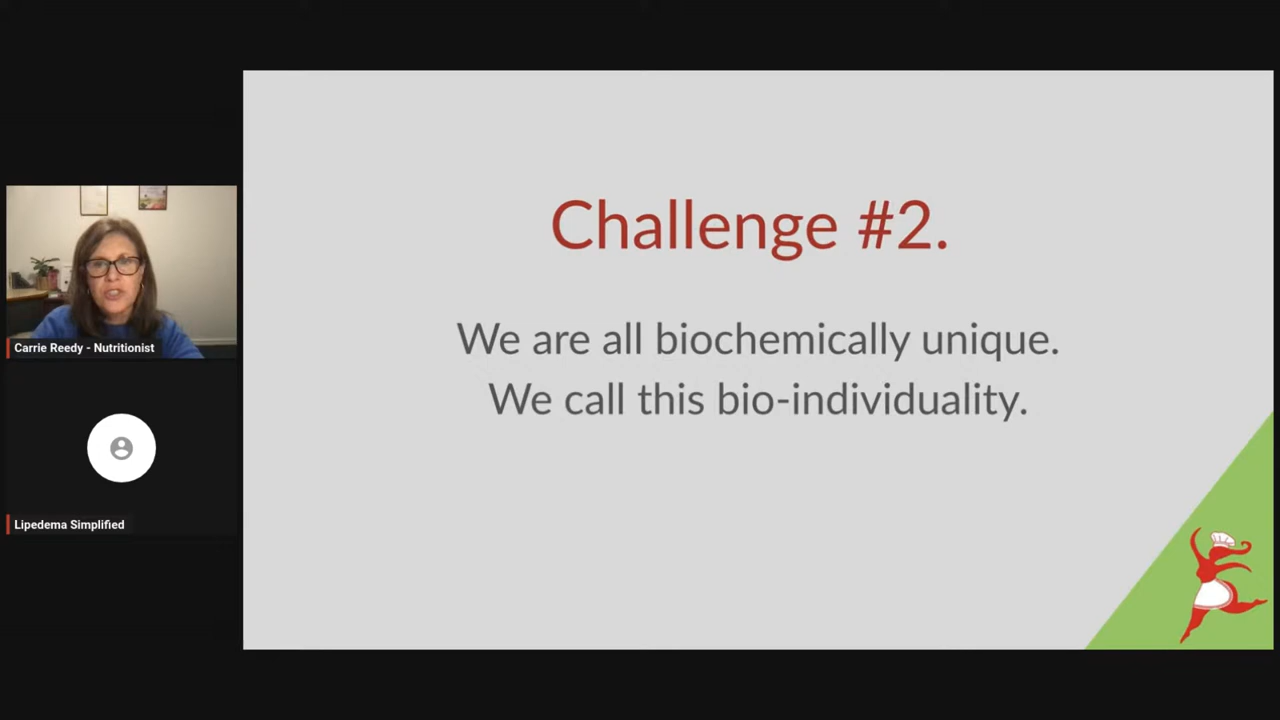 Challenge #2.
We are all biochemically unique.
We call this bio-individuality.
Carrie Reedy - Nutritionist
Lipedema Simplified